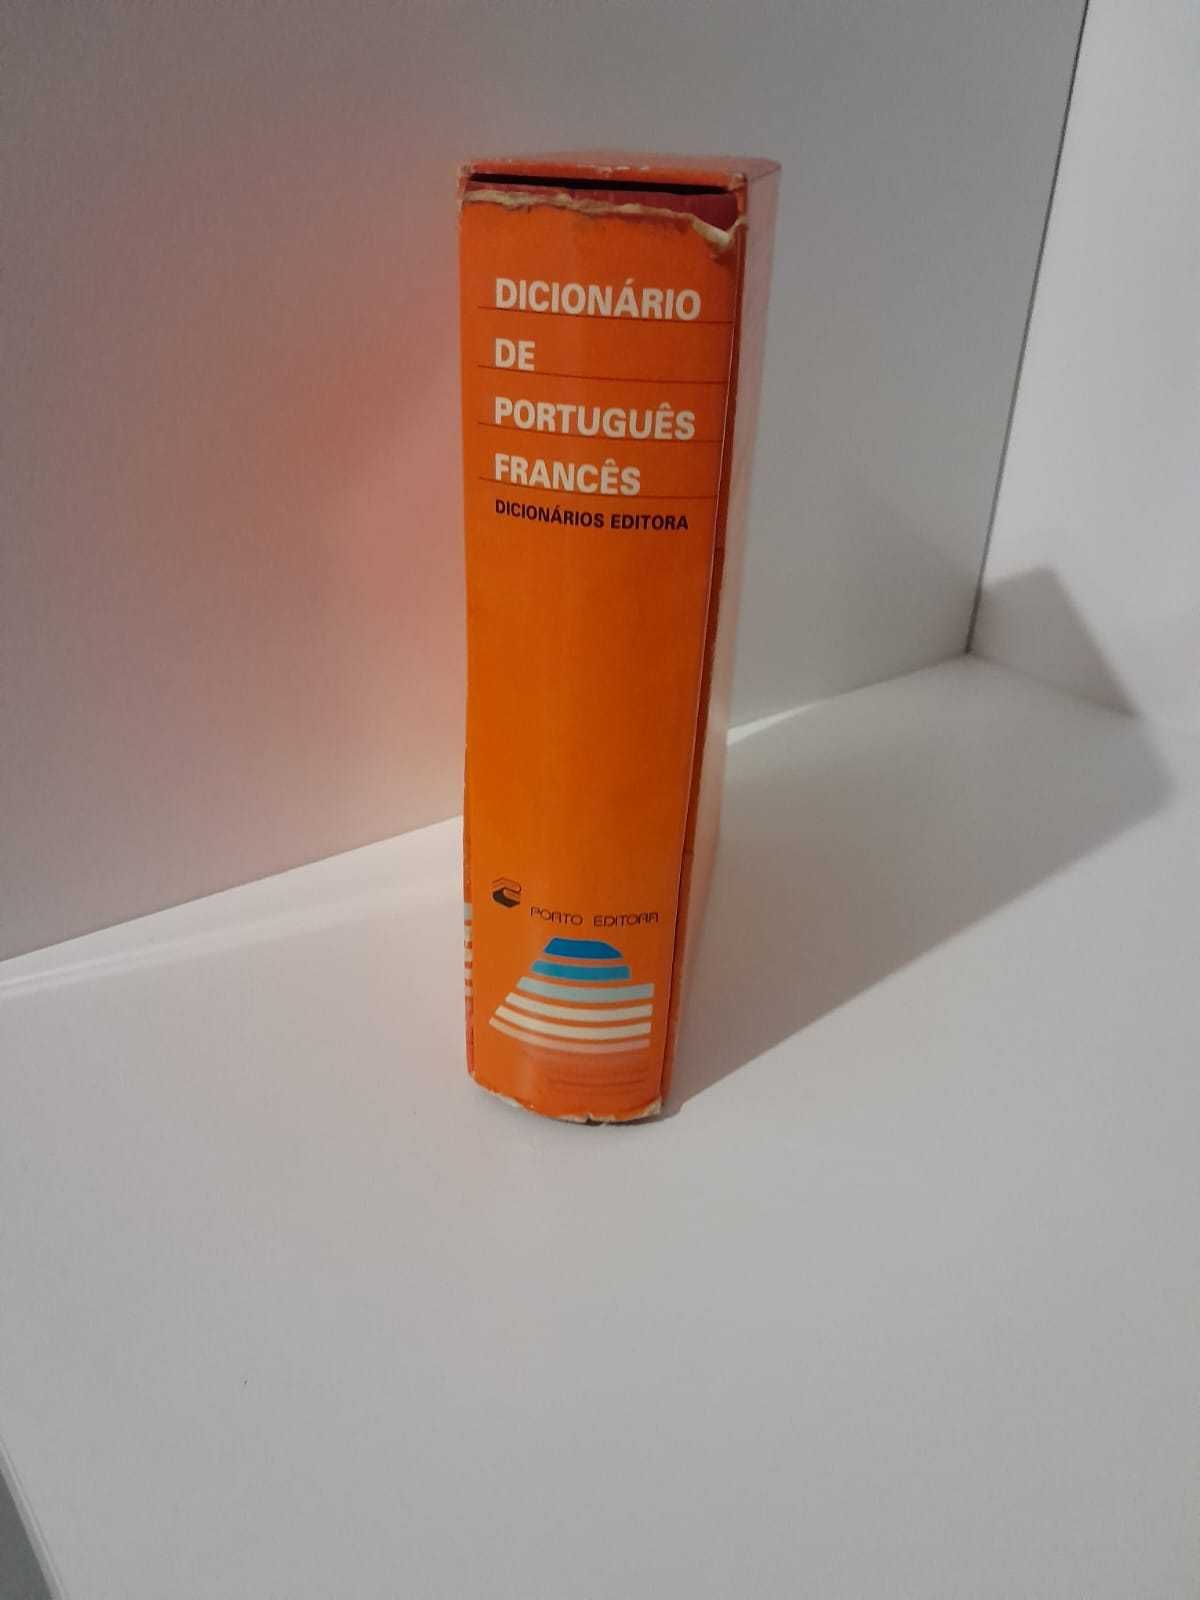 DICIONÁRIO
DE
PORTUGUÊS
FRANCÊS
DICIONÁRIOS EDITORA
PORTO EDITORA